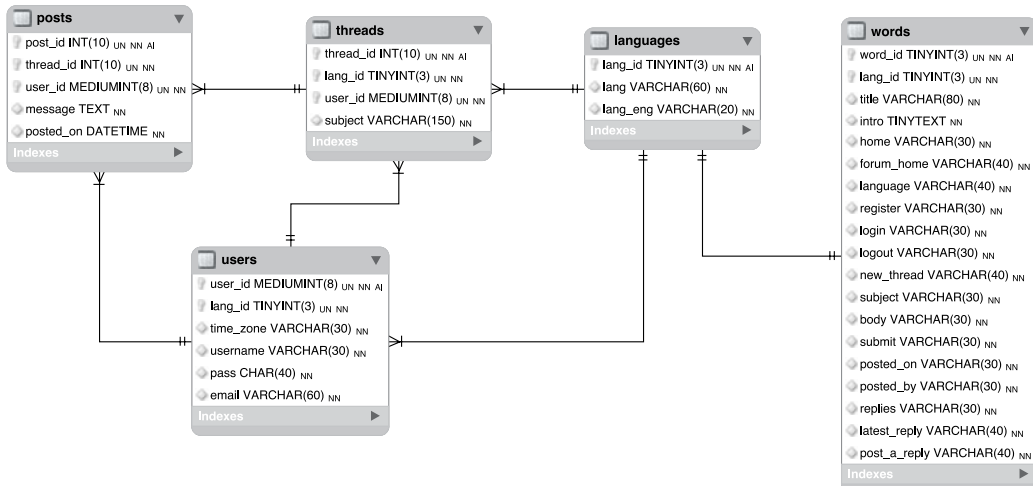 posts
post_id INT(10) UN NN AI
thread_id INT(10) UN NN
user_id MEDIUMINT(8) UN NN
message TEXT NN
posted_on DATETIME NN
Indexes
threads
thread_id INT(10) UN NN AI
lang_id TINYINT(3) UN NN
user_id MEDIUMINT(8) UN NN
subject VARCHAR(150) NN
Indexes
languages
lang_id TINYINT(3) UN NN AI
lang VARCHAR(60) NN
lang_eng VARCHAR(20) NN
Indexes
words
word_id TINYINT(3) UN NN AI
lang_id TINYINT(3) UN NN
title VARCHAR(80) NN
intro TINYTEXT NN
home VARCHAR(30) NN
forum_home VARCHAR(40) NN
language VARCHAR(40) NN
register VARCHAR(30) NN
login VARCHAR(30) NN
logout VARCHAR(30) NN
new_thread VARCHAR(40) NN
subject VARCHAR(30) NN
body VARCHAR(30) NN
submit VARCHAR(30) NN
posted_on VARCHAR(30) NN
posted_by VARCHAR(30) NN
replies VARCHAR(30) NN
latest_reply VARCHAR(40) NN
post_a_reply VARCHAR(40) NN
Indexes
users
user_id MEDIUMINT(8) UN NN AI
lang_id TINYINT(3) UN NN
time_zone VARCHAR(30) NN
username VARCHAR(30) NN
pass CHAR(40) NN
email VARCHAR(60) NN
Indexes